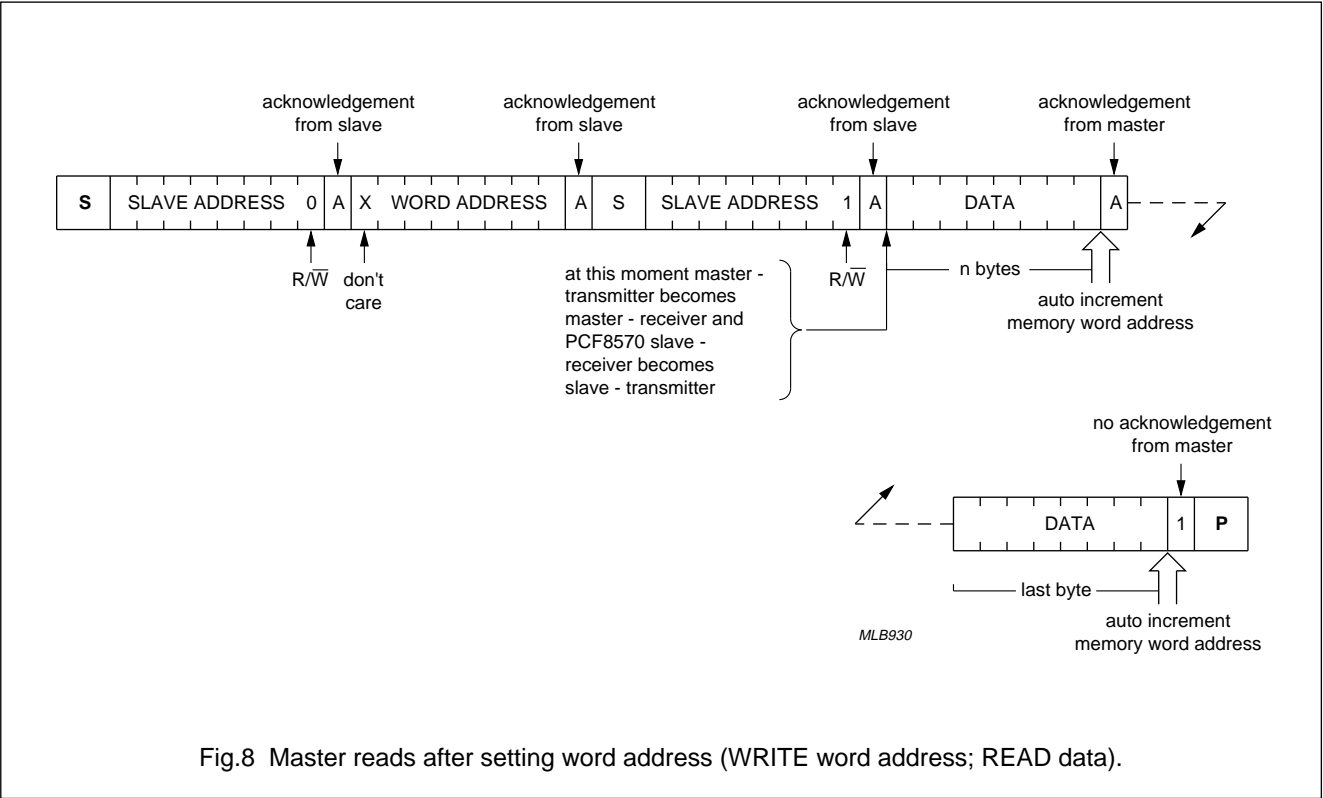 acknowledgement
from slave
acknowledgement
from slave
acknowledgement
from slave
acknowledgement
from master
S SLAVE ADDRESS 0 A X WORD ADDRESS A S SLAVE ADDRESS 1 A DATA A
R/W̅
don't
care
at this moment master -
transmitter becomes
master - receiver and
PCF8570 slave -
receiver becomes
slave - transmitter
R/W̅
n bytes
auto increment
memory word address
no acknowledgement
from master
DATA 1 P
last byte
auto increment
memory word address
MLB930
Fig.8 Master reads after setting word address (WRITE word address; READ data).